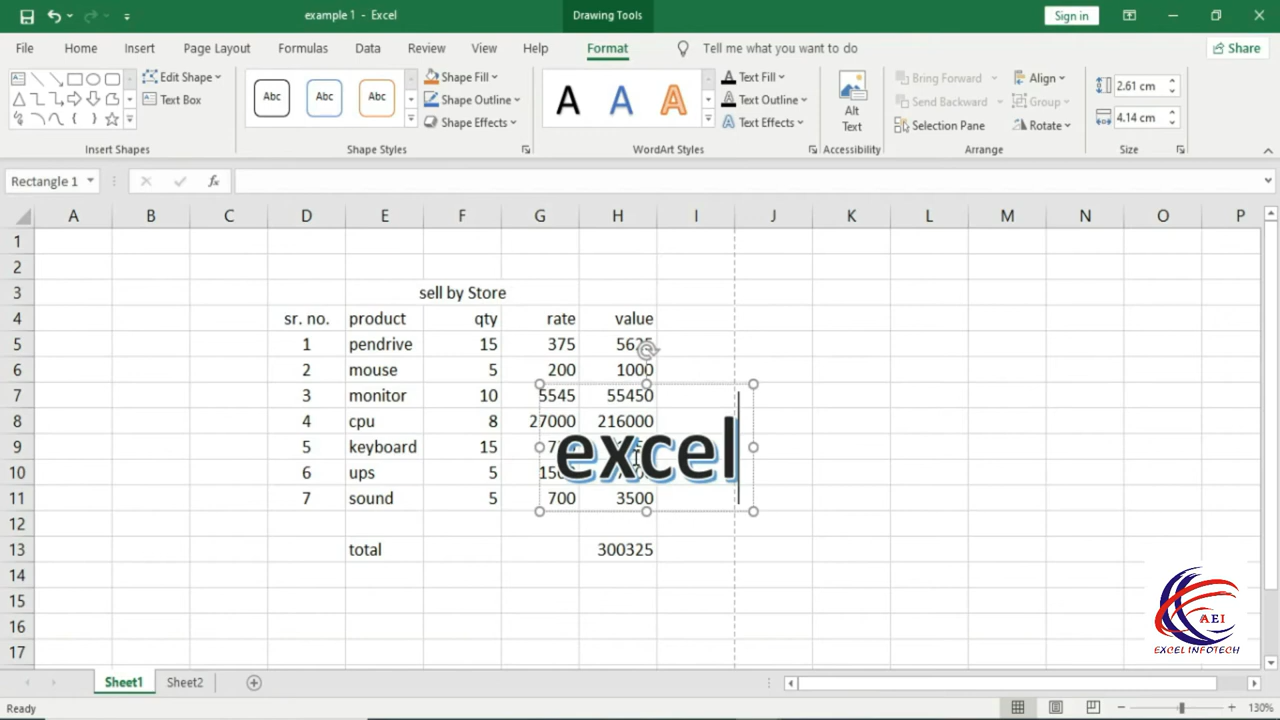 example 1 - Excel
Drawing Tools
Sign in
File Home Insert Page Layout Formulas Data Review View Help Format Tell me what you want to do Share
Edit Shape
Text Box
Insert Shapes
Abc Abc Abc
Shape Fill
Shape Outline
Shape Effects
Shape Styles
A A A
Text Fill
Text Outline
Text Effects
WordArt Styles
Alt
Text
Accessibility
Bring Forward
Send Backward
Selection Pane
Align
Group
Rotate
Arrange
2.61 cm
4.14 cm
Size
Rectangle 1 fx
A B C D E F G H I J K L M N O P
1
2
3 sell by Store
4 sr. no. product qty rate value
5 1 pendrive 15 375 5625
6 2 mouse 5 200 1000
7 3 monitor 10 5545 55450
8 4 cpu 8 27000 216000
9 5 keyboard 15
10 6 ups 5
11 7 sound 5 700 3500
excel
12
13 total 300325
14
15
16
17
AEI
EXCEL INFOTECH
Sheet1 Sheet2
Ready 130%